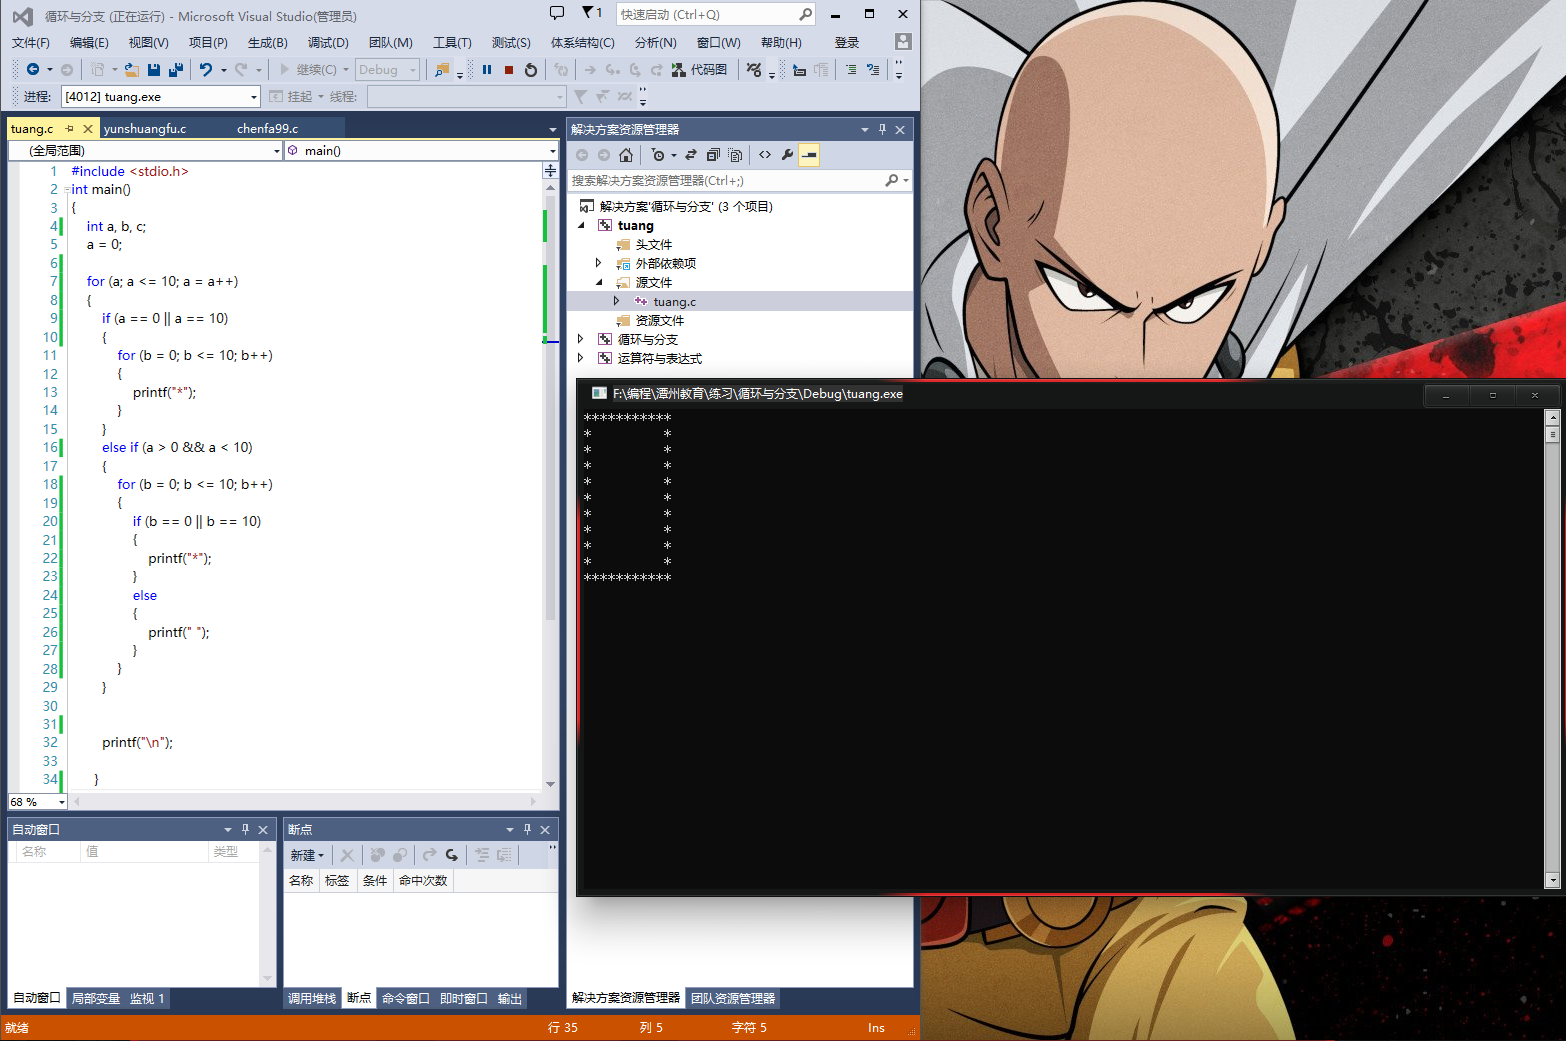 循环与分支 (正在运行) - Microsoft Visual Studio(管理员)
1
快速启动 (Ctrl+Q)
文件(F) 编辑(E) 视图(V) 项目(P) 生成(B) 调试(D) 团队(M) 工具(T) 测试(S) 体系结构(C) 分析(N) 窗口(W) 帮助(H) 登录
继续(C) Debug 代码图
进程: [4012] tuang.exe 挂起 线程:
tuang.c yunshuangfu.c chenfa99.c
(全局范围) main()
1 #include <stdio.h>
2 int main()
3 {
4 int a, b, c;
5 a = 0;
6
7 for (a; a <= 10; a = a++)
8 {
9 if (a == 0 || a == 10)
10 {
11 for (b = 0; b <= 10; b++)
12 {
13 printf("*");
14 }
15 }
16 else if (a > 0 && a < 10)
17 {
18 for (b = 0; b <= 10; b++)
19 {
20 if (b == 0 || b == 10)
21 {
22 printf("*");
23 }
24 else
25 {
26 printf(" ");
27 }
28 }
29 }
30
31
32 printf("\n");
33
34 }
68 %
解决方案资源管理器
搜索解决方案资源管理器(Ctrl+;)
解决方案'循环与分支' (3 个项目)
tuang
头文件
外部依赖项
源文件
tuang.c
资源文件
循环与分支
运算符与表达式
F:\编程\潭州教育\练习\循环与分支\Debug\tuang.exe
***********
*         *
*         *
*         *
*         *
*         *
*         *
*         *
*         *
*         *
***********
自动窗口
名称 值 类型
断点
新建
名称 标签 条件 命中次数
自动窗口 局部变量 监视 1
调用堆栈 断点 命令窗口 即时窗口 输出
解决方案资源管理器 团队资源管理器
就绪 行 35 列 5 字符 5 Ins